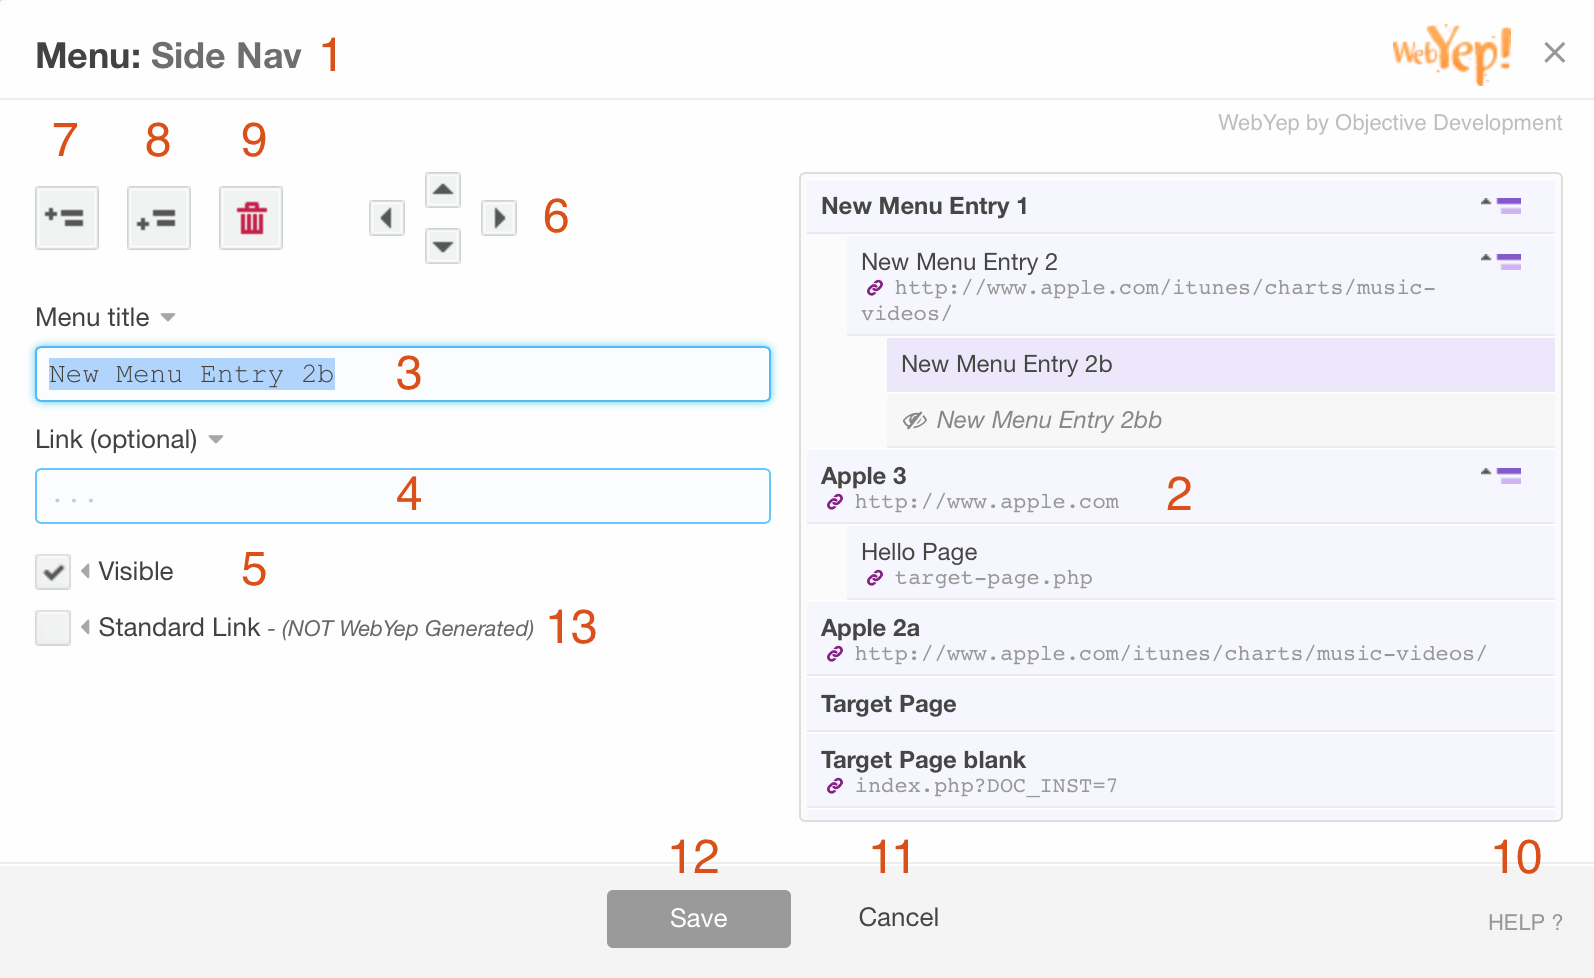 Menu: Side Nav 1
WebYep!
WebYep by Objective Development
7 8 9
6
Menu title
New Menu Entry 2b 3
Link (optional)
... 4
Visible 5
Standard Link - (NOT WebYep Generated) 13
New Menu Entry 1
New Menu Entry 2
http://www.apple.com/itunes/charts/music-
videos/
New Menu Entry 2b
New Menu Entry 2bb
Apple 3
http://www.apple.com 2
Hello Page
target-page.php
Apple 2a
http://www.apple.com/itunes/charts/music-videos/
Target Page
Target Page blank
index.php?DOC_INST=7
12 11 10
Save Cancel HELP ?